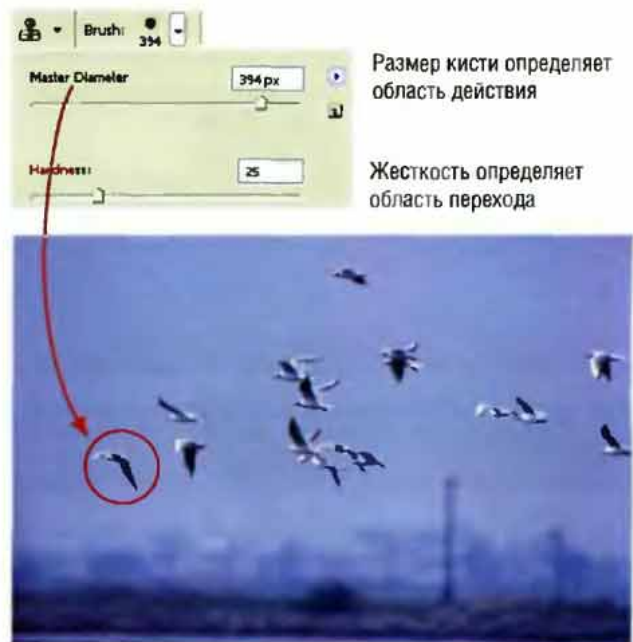 Brush:
394
Master Diameter
394 px
Размер кисти определяет
область действия
Hardness:
25
Жесткость определяет
область перехода